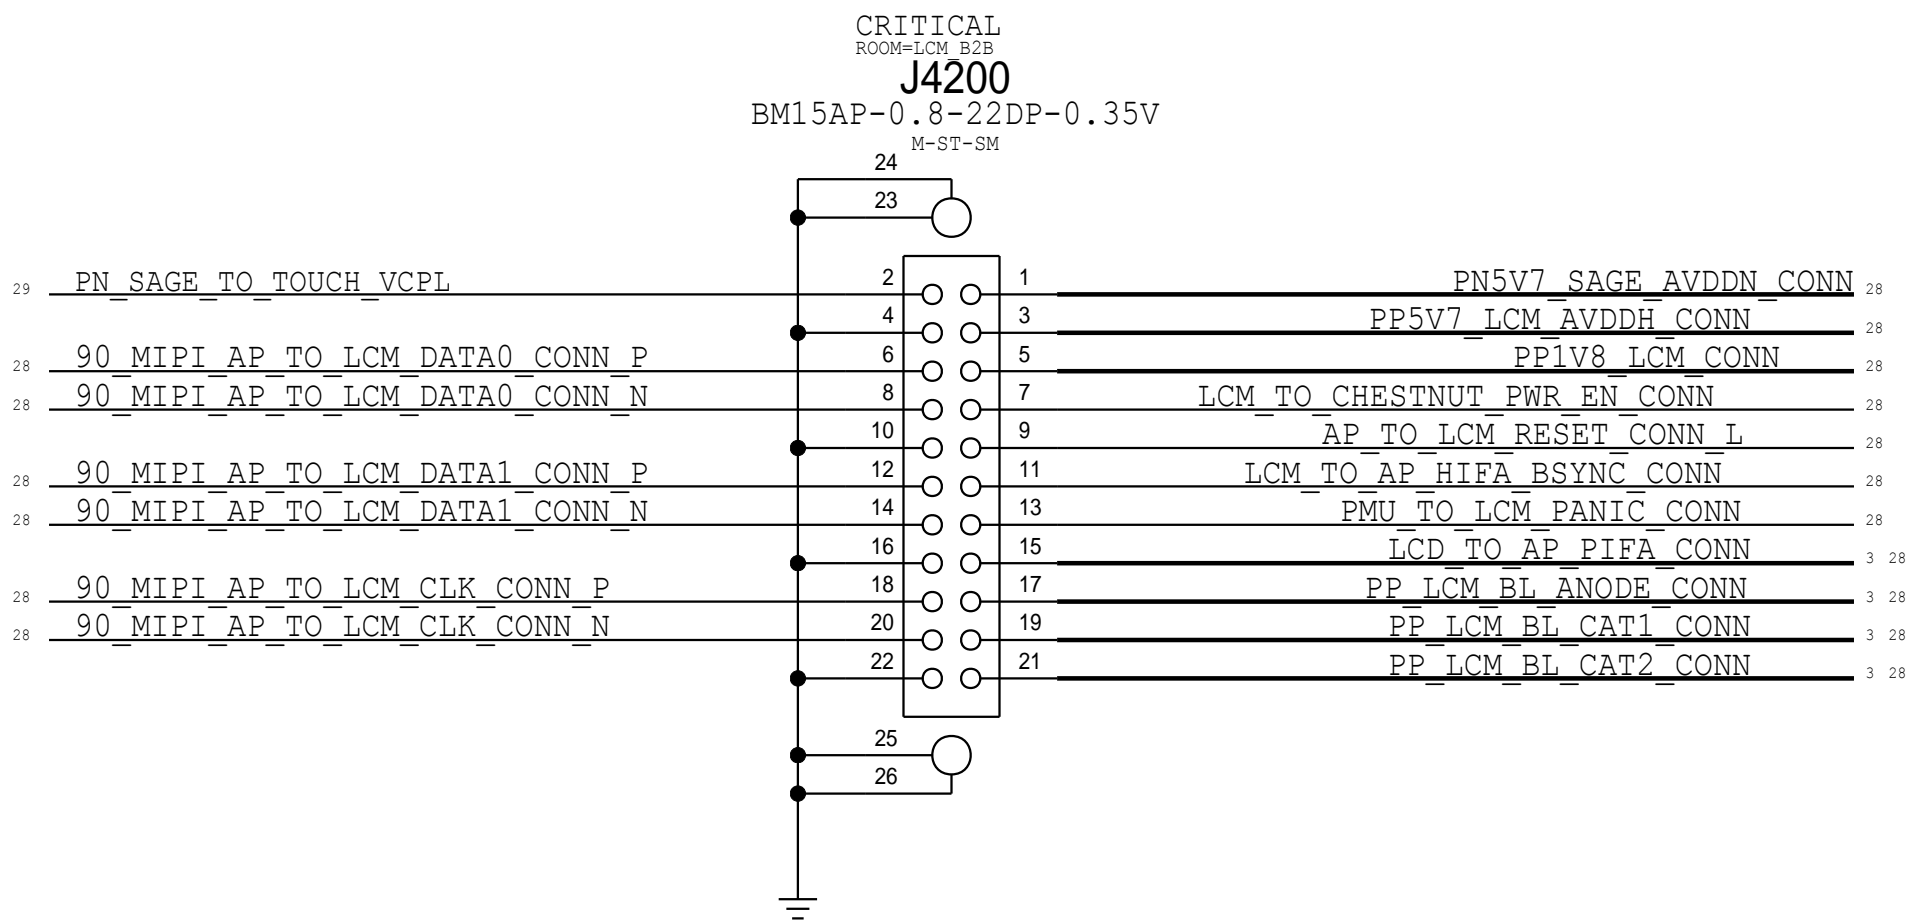 CRITICAL
ROOM=LCM_B2B
J4200
BM15AP-0.8-22DP-0.35V
M-ST-SM
24
23
29 PN_SAGE_TO_TOUCH_VCPL 2 1 PN5V7_SAGE_AVDDN_CONN 28
4 3 PP5V7_LCM_AVDDH_CONN 28
28 90_MIPI_AP_TO_LCM_DATA0_CONN_P 6 5 PP1V8_LCM_CONN 28
28 90_MIPI_AP_TO_LCM_DATA0_CONN_N 8 7 LCM_TO_CHESTNUT_PWR_EN_CONN 28
10 9 AP_TO_LCM_RESET_CONN_L 28
28 90_MIPI_AP_TO_LCM_DATA1_CONN_P 12 11 LCM_TO_AP_HIFA_BSYNC_CONN 28
28 90_MIPI_AP_TO_LCM_DATA1_CONN_N 14 13 PMU_TO_LCM_PANIC_CONN 28
16 15 LCD_TO_AP_PIFA_CONN 3 28
28 90_MIPI_AP_TO_LCM_CLK_CONN_P 18 17 PP_LCM_BL_ANODE_CONN 3 28
28 90_MIPI_AP_TO_LCM_CLK_CONN_N 20 19 PP_LCM_BL_CAT1_CONN 3 28
22 21 PP_LCM_BL_CAT2_CONN 3 28
25
26